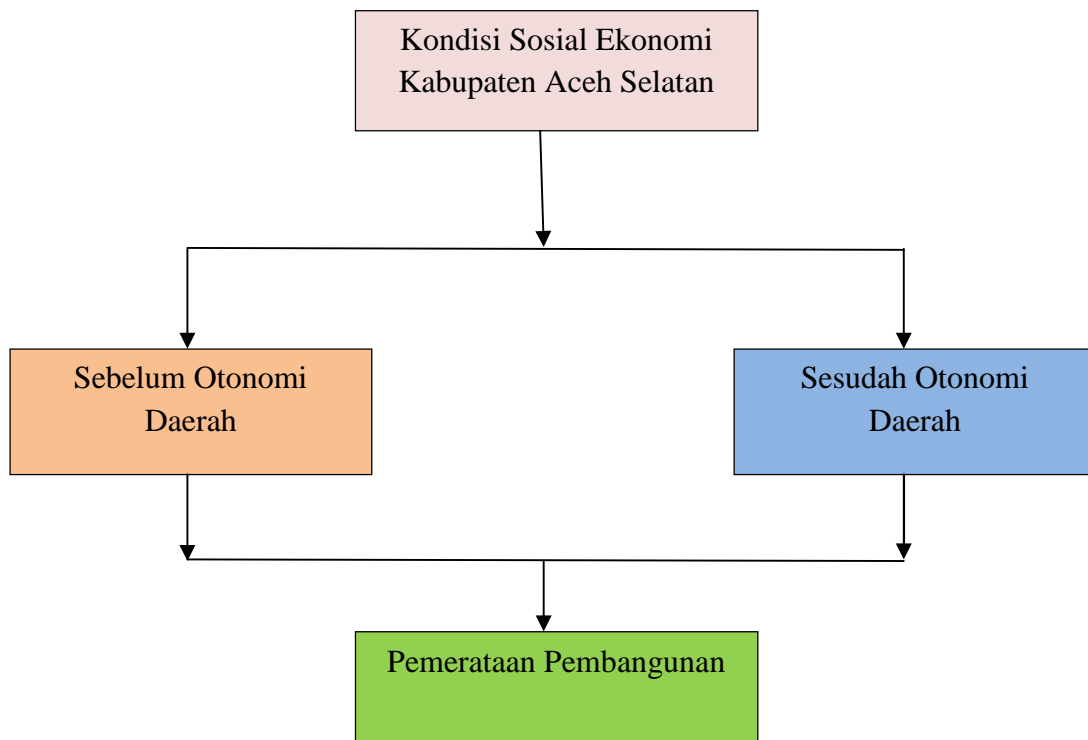 Kondisi Sosial Ekonomi
Kabupaten Aceh Selatan
Sebelum Otonomi
Daerah
Sesudah Otonomi
Daerah
Pemerataan Pembangunan